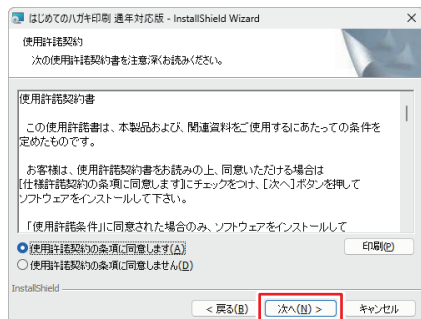 はじめてのハガキ印刷 通年対応版 - InstallShield Wizard
使用許諾契約
次の使用許諾契約書を注意深くお読みください。
使用許諾契約書
この使用許諾書は、本製品および、関連資料をご使用するにあたっての条件を
定めたものです。
お客様は、使用許諾契約書をお読みの上、同意いただける場合は
[仕様許諾契約の条項に同意します]にチェックをつけ、[次へ]ボタンを押して
ソフトウェアをインストールして下さい。
「使用許諾条件」に同意された場合のみ、ソフトウェアをインストールして
使用許諾契約の条項に同意します(A)
印刷(P)
使用許諾契約の条項に同意しません(D)
InstallShield
< 戻る(B)
次へ(N) >
キャンセル